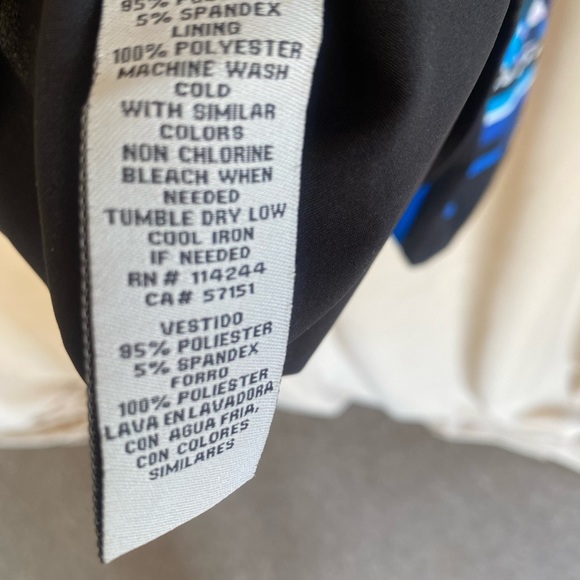 95% POL
5% SPANDEX
LINING
100% POLYESTER
MACHINE WASH
COLD
WITH SIMILAR
COLORS
NON CHLORINE
BLEACH WHEN
NEEDED
TUMBLE DRY LOW
COOL IRON
IF NEEDED
RN# 114244
CA# 57151
VESTIDO
95% POLIESTER
5% SPANDEX
FORRO
100% POLIESTER
LAVA EN LAVADORA
CON AGUA FRIA,
CON COLORES
SIMILARES